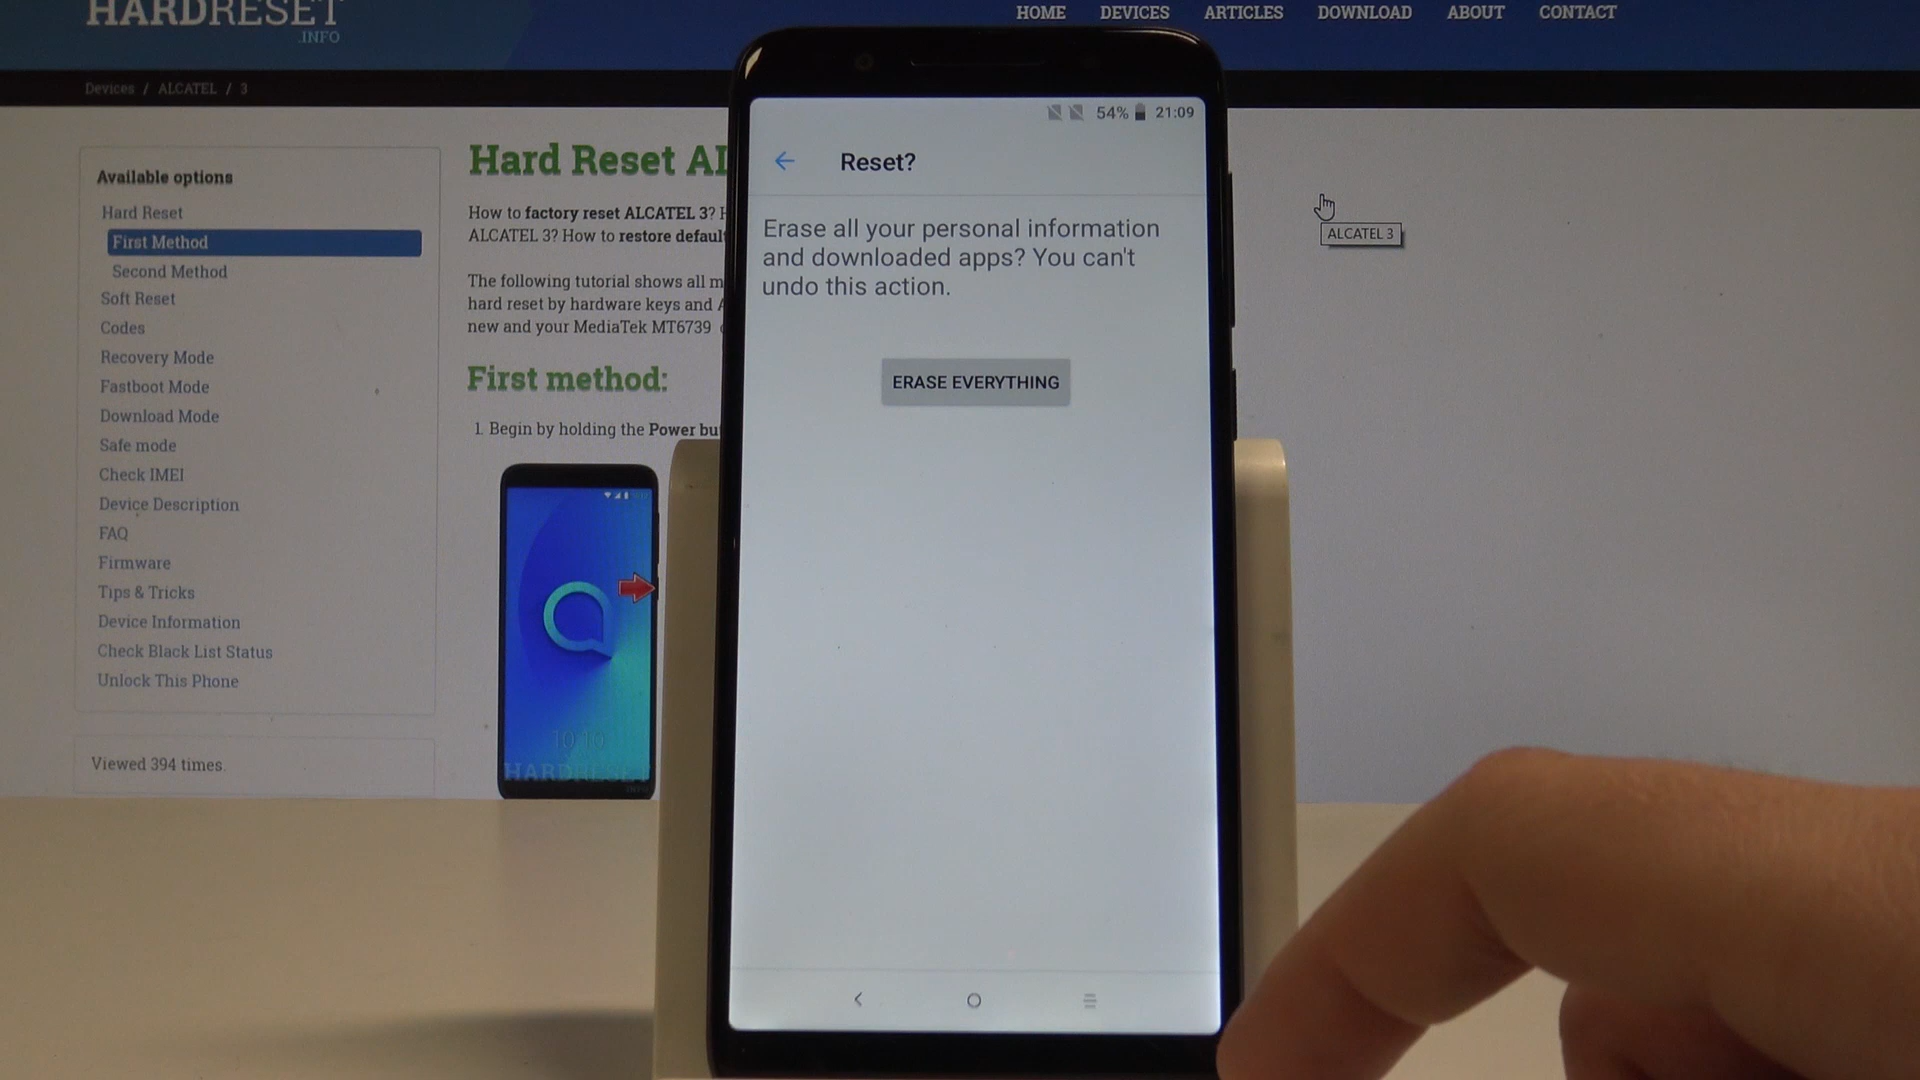 HARDRESET
.INFO
HOME DEVICES ARTICLES DOWNLOAD ABOUT CONTACT
Devices / ALCATEL / 3
Available options
Hard Reset
First Method
Second Method
Soft Reset
Codes
Recovery Mode
Fastboot Mode
Download Mode
Safe mode
Check IMEI
Device Description
FAQ
Firmware
Tips & Tricks
Device Information
Check Black List Status
Unlock This Phone
Viewed 394 times.
Hard Reset AL
How to factory reset ALCATEL 3?
ALCATEL 3? How to restore default
The following tutorial shows all
hard reset by hardware keys and
new and your MediaTek MT6739
First method:
1. Begin by holding the Power
10:10
HARDRESET
54% 21:09
Reset?
Erase all your personal information
and downloaded apps? You can't
undo this action.
ERASE EVERYTHING
ALCATEL 3